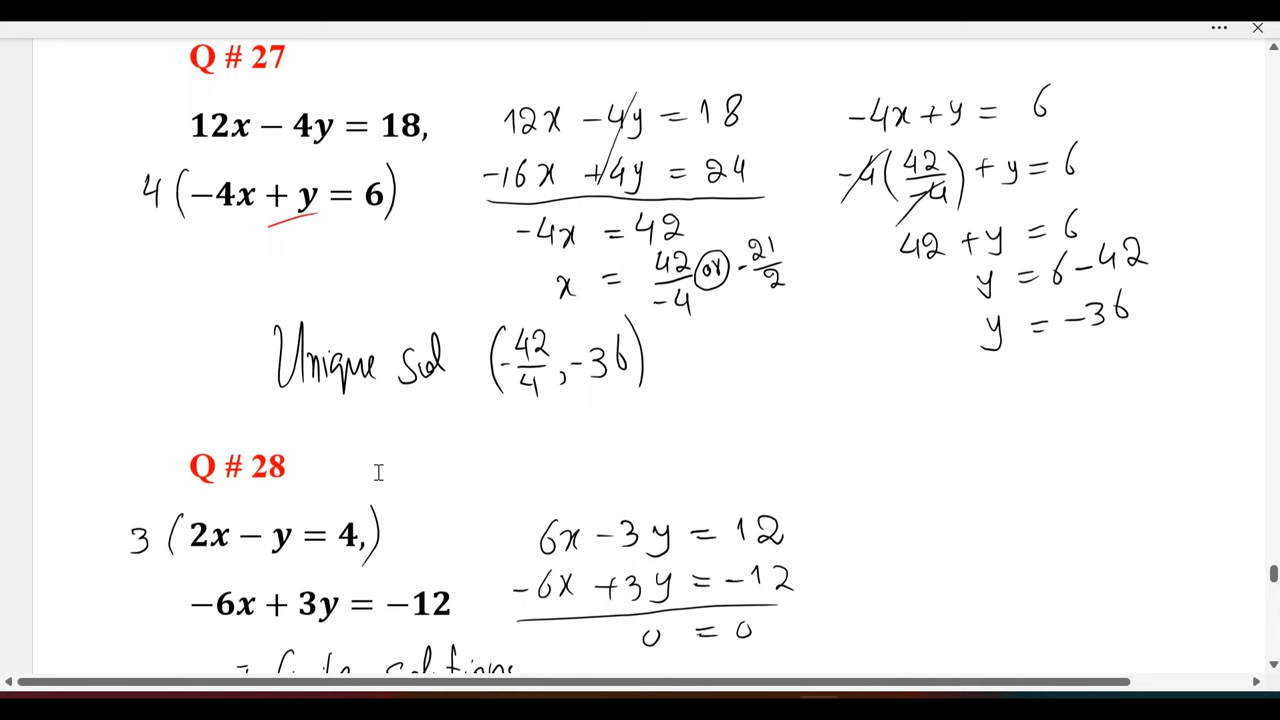 Q # 27
12x − 4y = 18,
4 (−4x + y = 6)
12x − 4y = 18
−16x + 4y = 24
−4x = 42
x = 42/−4 or −21/2
−4x + y = 6
−4(42/−4) + y = 6
42 + y = 6
y = 6 − 42
y = −36
Unique sol (−42/4, −36)
Q # 28
3 (2x − y = 4,)
−6x + 3y = −12
6x − 3y = 12
−6x + 3y = −12
0 = 0